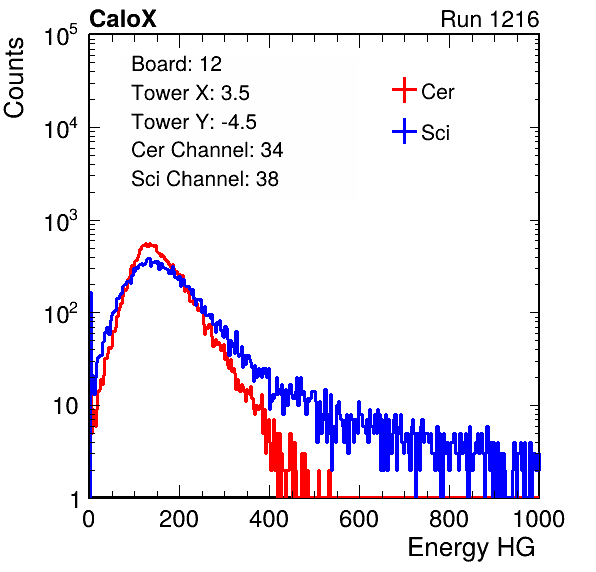 CaloX Run 1216
Counts
Board: 12
Tower X: 3.5
Tower Y: -4.5
Cer Channel: 34
Sci Channel: 38
Cer
Sci
10^5
10^4
10^3
10^2
10
1
0 200 400 600 800 1000
Energy HG